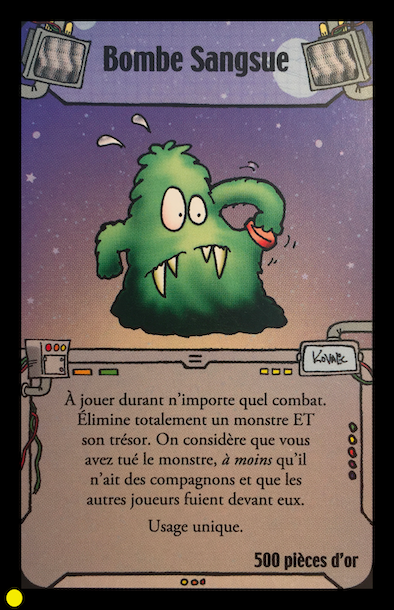 Bombe Sangsue
KOVALIC
À jouer durant n'importe quel combat.
Élimine totalement un monstre ET
son trésor. On considère que vous
avez tué le monstre, à moins qu'il
n'ait des compagnons et que les
autres joueurs fuient devant eux.
Usage unique.
500 pièces d'or